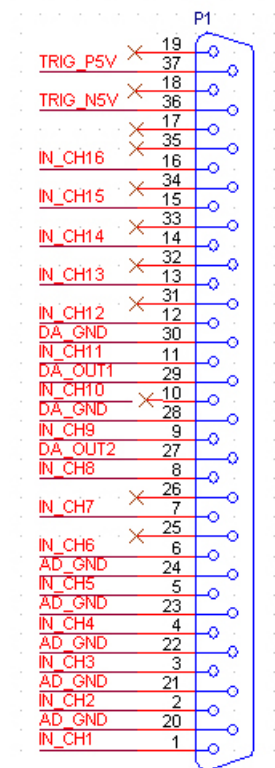 P1
19
TRIG_P5V 37
18
TRIG_N5V 36
17
35
IN_CH16 16
34
IN_CH15 15
33
IN_CH14 14
32
IN_CH13 13
31
IN_CH12 12
DA_GND 30
IN_CH11 11
DA_OUT1 29
IN_CH10 10
DA_GND 28
IN_CH9 9
DA_OUT2 27
IN_CH8 8
26
IN_CH7 7
25
IN_CH6 6
AD_GND 24
IN_CH5 5
AD_GND 23
IN_CH4 4
AD_GND 22
IN_CH3 3
AD_GND 21
IN_CH2 2
AD_GND 20
IN_CH1 1